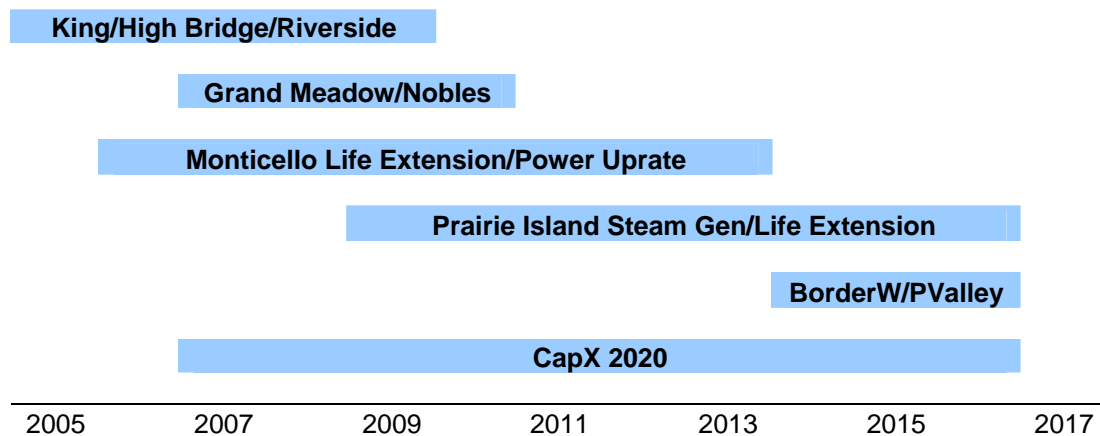 King/High Bridge/Riverside
Grand Meadow/Nobles
Monticello Life Extension/Power Uprate
Prairie Island Steam Gen/Life Extension
BorderW/PValley
CapX 2020
2005 2007 2009 2011 2013 2015 2017